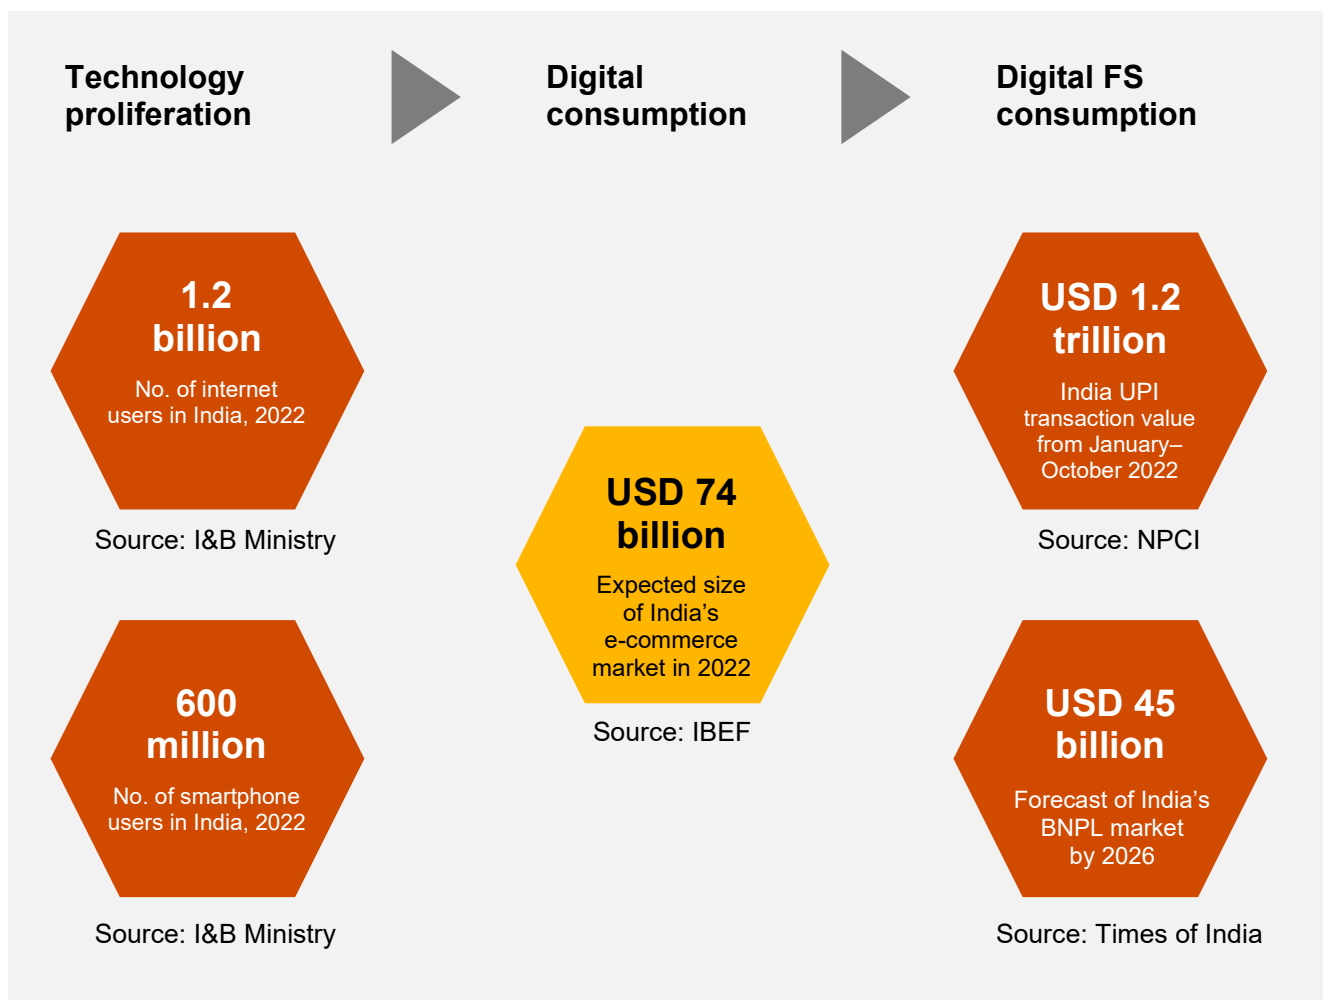 Technology
proliferation
Digital
consumption
Digital FS
consumption
1.2
billion
No. of internet
users in India, 2022
Source: I&B Ministry
600
million
No. of smartphone
users in India, 2022
Source: I&B Ministry
USD 74
billion
Expected size
of India’s
e-commerce
market in 2022
Source: IBEF
USD 1.2
trillion
India UPI
transaction value
from January–
October 2022
Source: NPCI
USD 45
billion
Forecast of India’s
BNPL market
by 2026
Source: Times of India